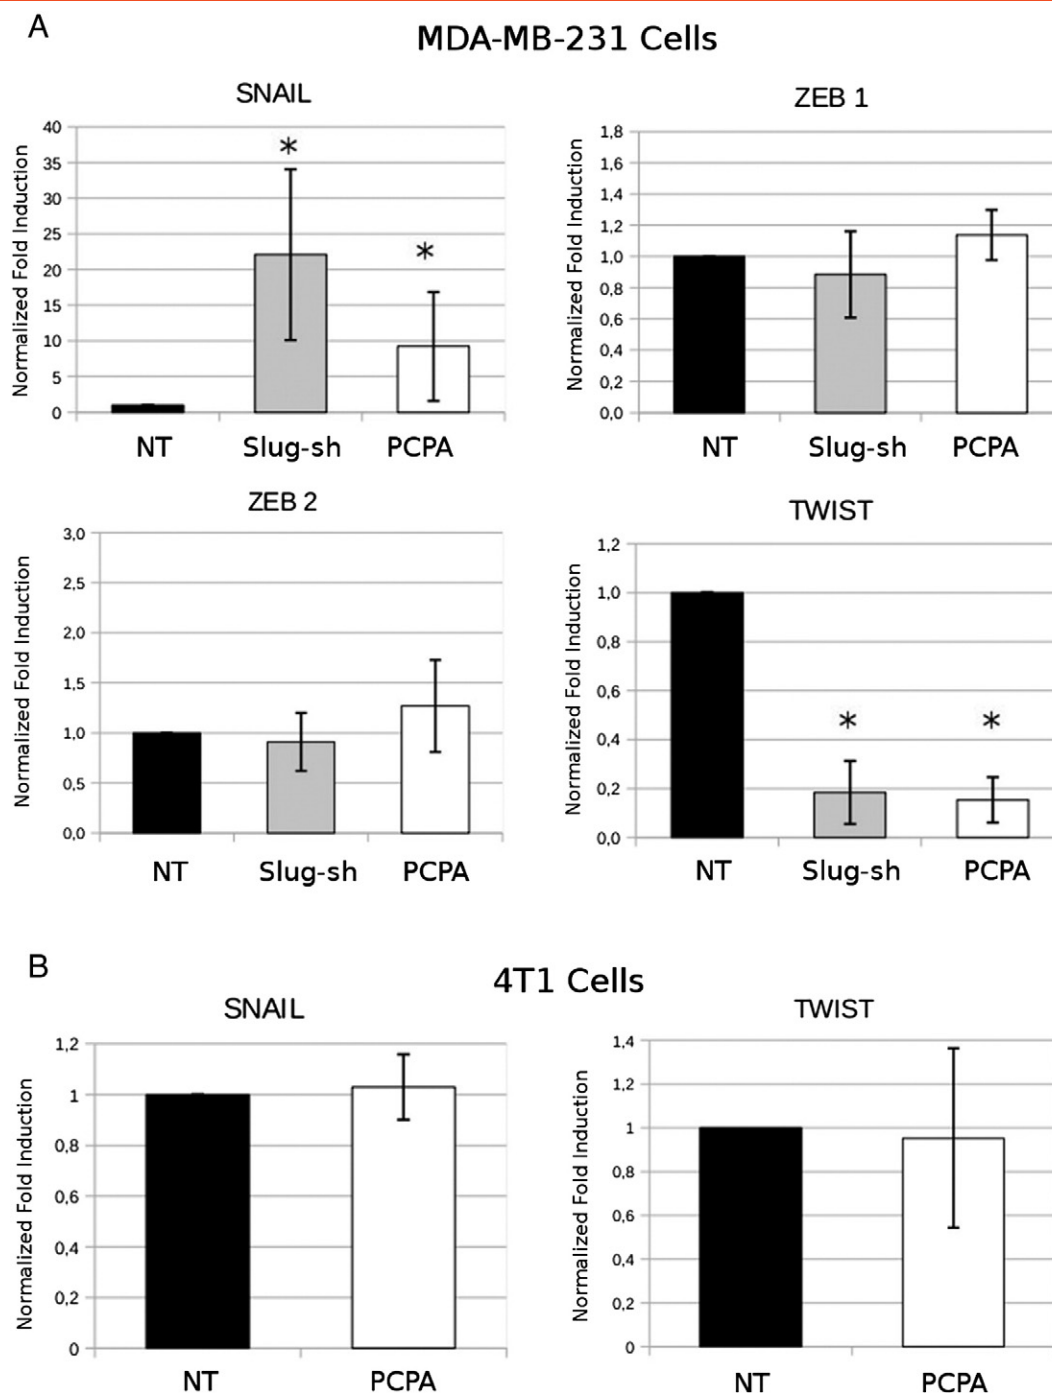 A
MDA-MB-231 Cells
SNAIL
Normalized Fold Induction
40
35
30
25
20
15
10
5
0
*
*
NT Slug-sh PCPA
ZEB 1
Normalized Fold Induction
1,8
1,6
1,4
1,2
1,0
0,8
0,6
0,4
0,2
0,0
NT Slug-sh PCPA
ZEB 2
Normalized Fold Induction
3,0
2,5
2,0
1,5
1,0
0,5
0,0
NT Slug-sh PCPA
TWIST
Normalized Fold Induction
1,2
1,0
0,8
0,6
0,4
0,2
0,0
* *
NT Slug-sh PCPA
B
4T1 Cells
SNAIL
Normalized Fold Induction
1,2
1
0,8
0,6
0,4
0,2
0
NT PCPA
TWIST
Normalized Fold Induction
1,4
1,2
1
0,8
0,6
0,4
0,2
0
NT PCPA